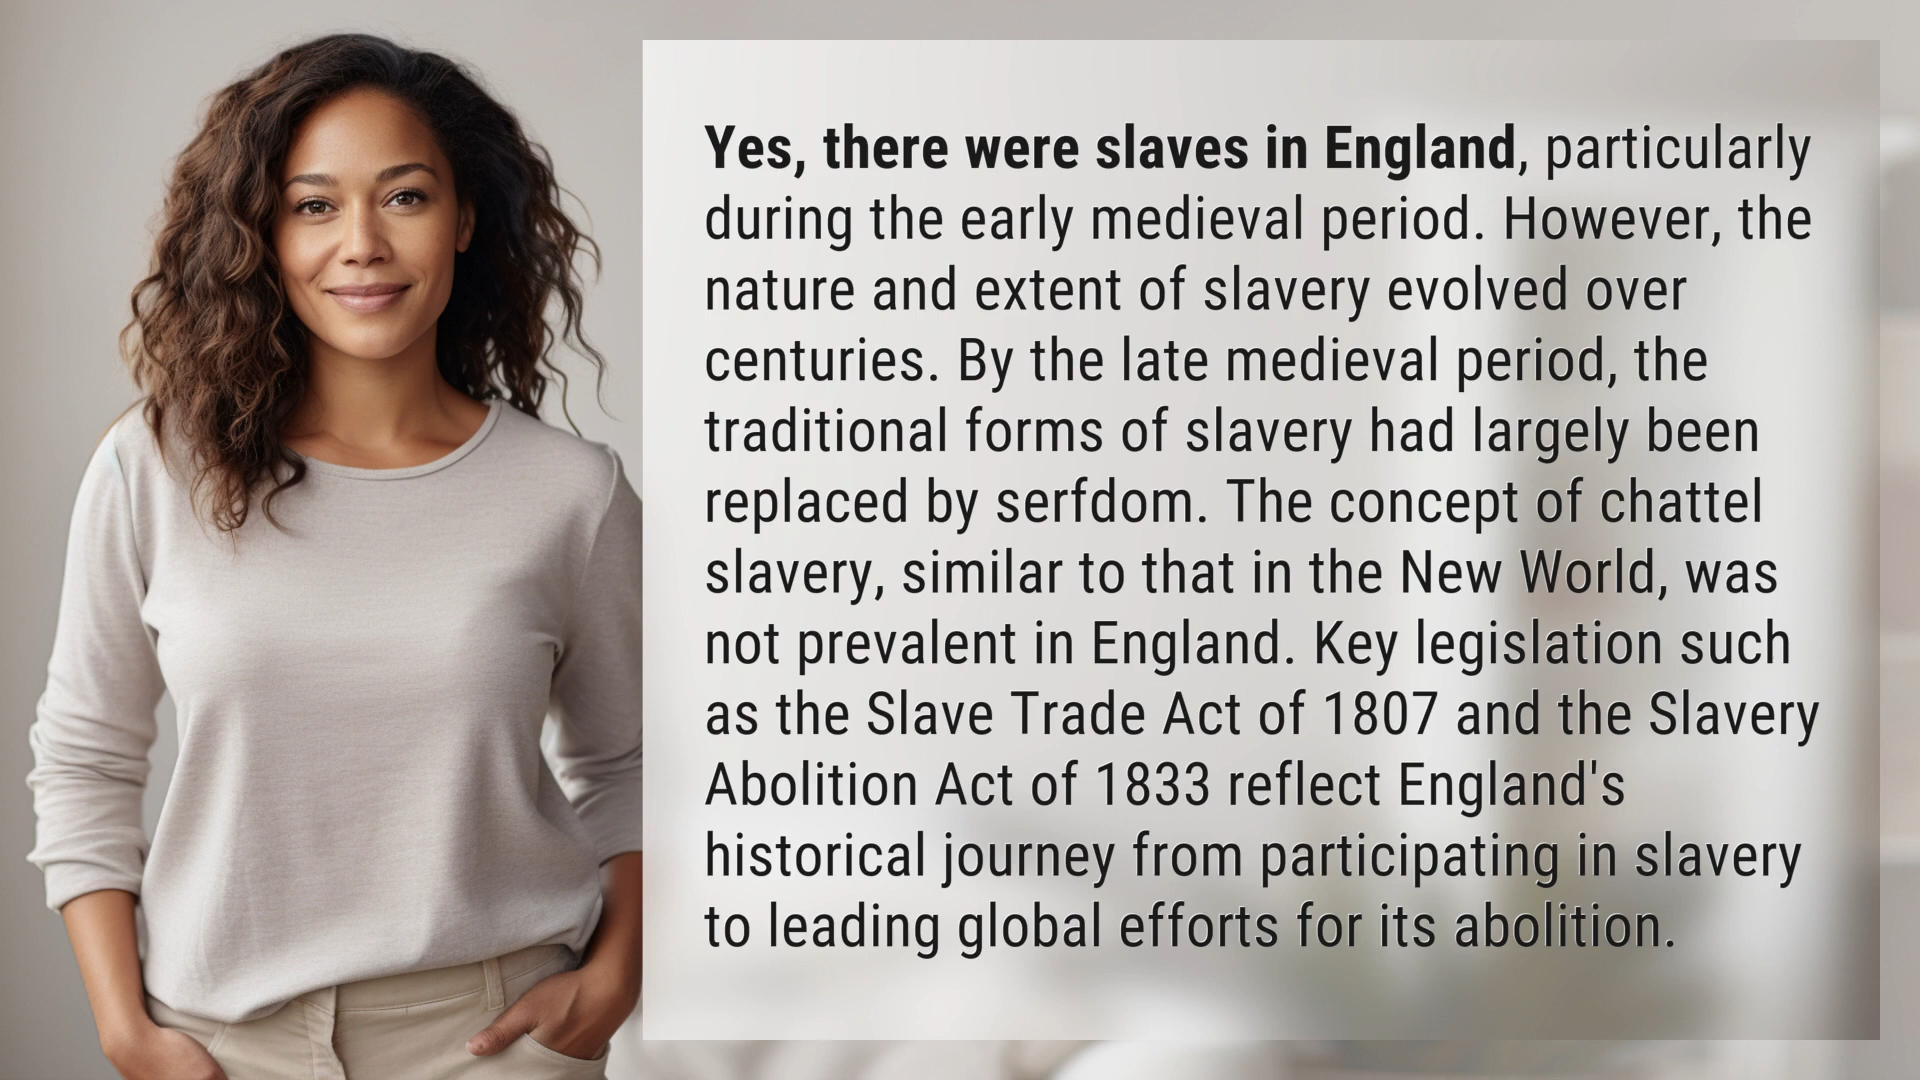 Yes, there were slaves in England, particularly
during the early medieval period. However, the
nature and extent of slavery evolved over
centuries. By the late medieval period, the
traditional forms of slavery had largely been
replaced by serfdom. The concept of chattel
slavery, similar to that in the New World, was
not prevalent in England. Key legislation such
as the Slave Trade Act of 1807 and the Slavery
Abolition Act of 1833 reflect England's
historical journey from participating in slavery
to leading global efforts for its abolition.